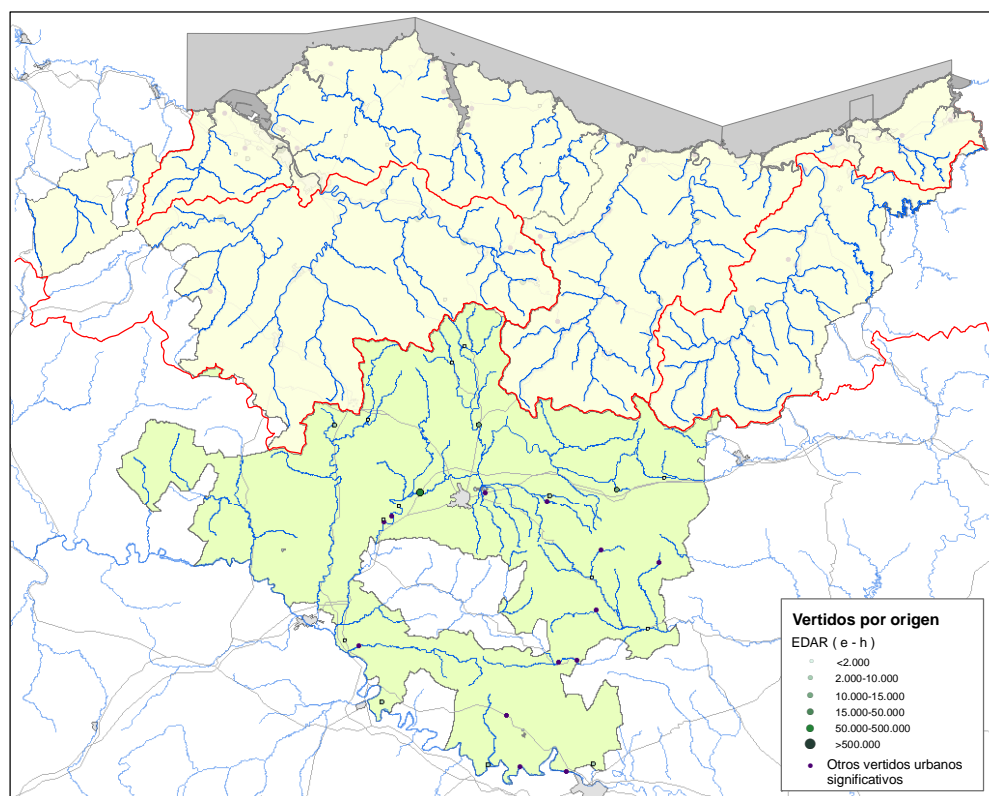 Vertidos por origen
EDAR ( e - h )
<2.000
2.000-10.000
10.000-15.000
15.000-50.000
50.000-500.000
>500.000
Otros vertidos urbanos
significativos